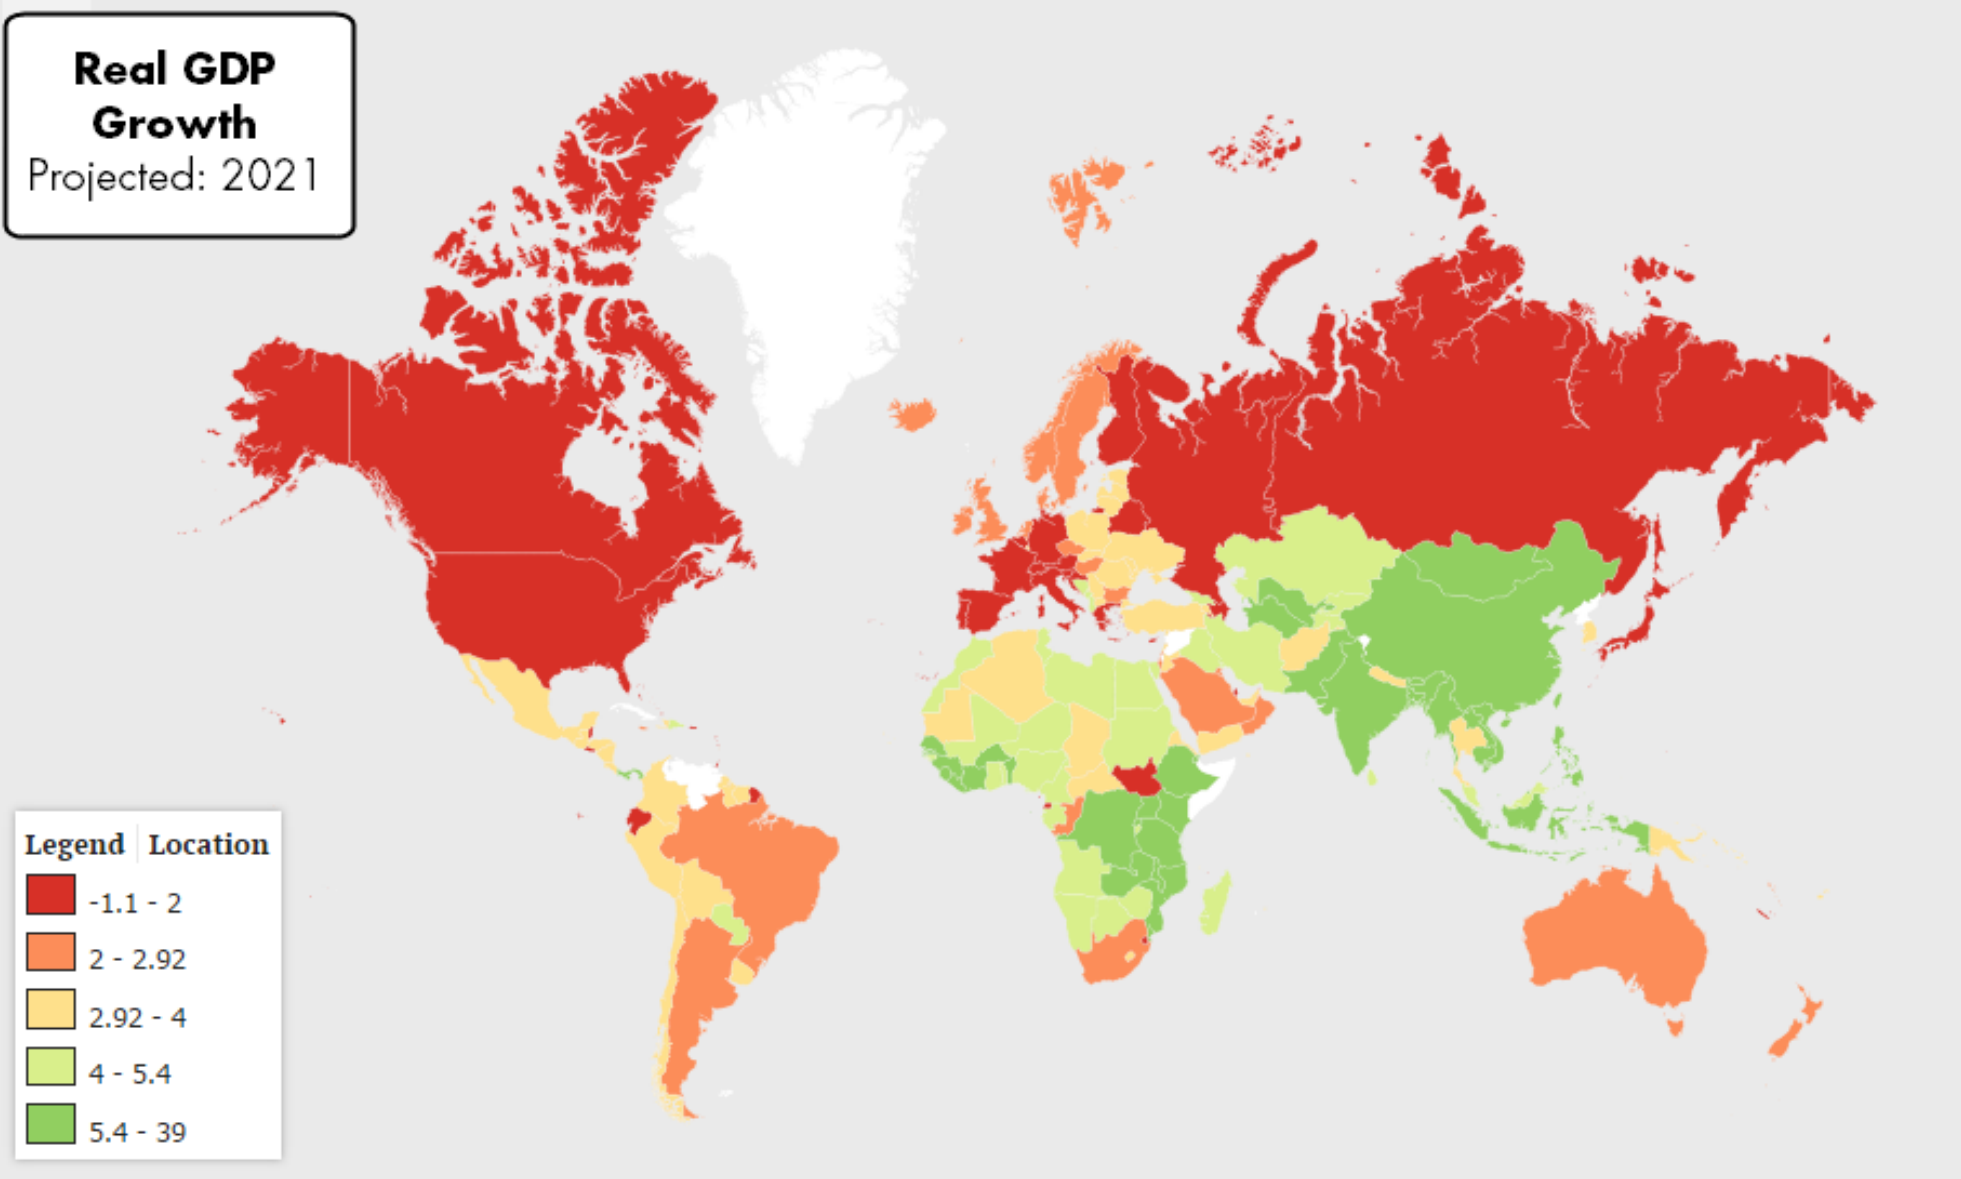 Real GDP
Growth
Projected: 2021
Legend Location
-1.1 - 2
2 - 2.92
2.92 - 4
4 - 5.4
5.4 - 39